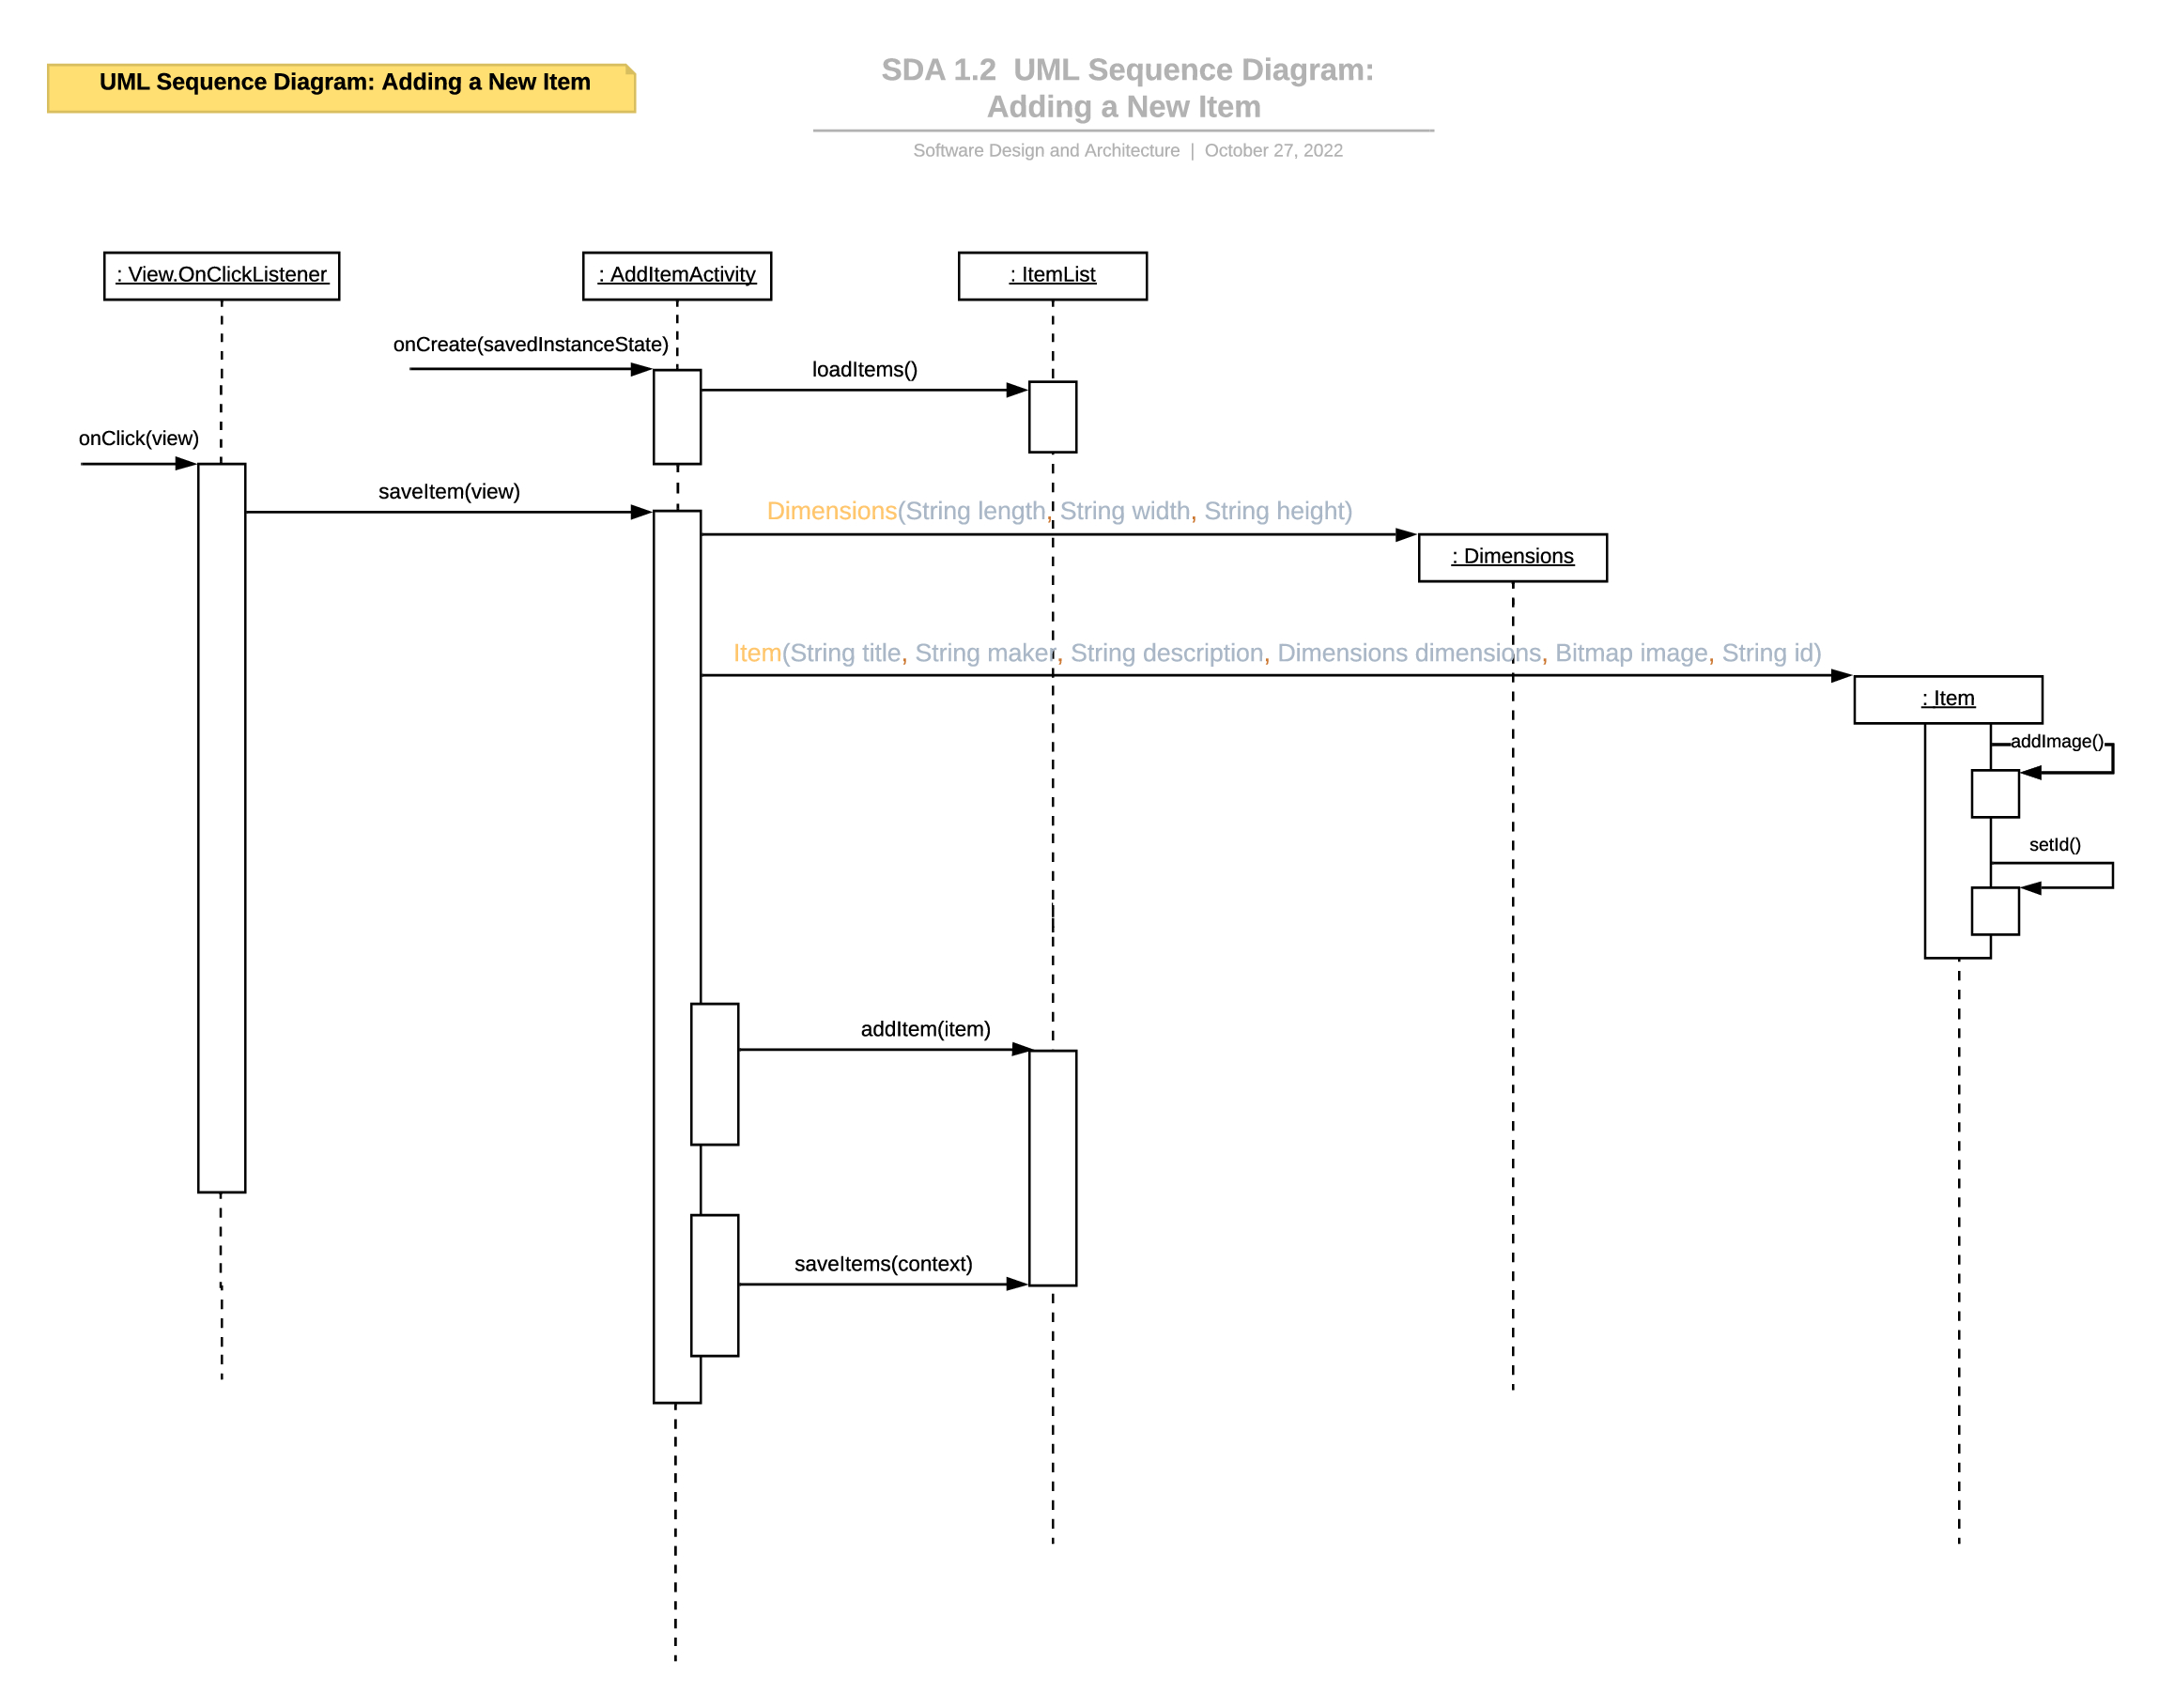 UML Sequence Diagram: Adding a New Item
SDA 1.2  UML Sequence Diagram:
Adding a New Item
Software Design and Architecture  |  October 27, 2022
: View.OnClickListener
: AddItemActivity
: ItemList
onCreate(savedInstanceState)
loadItems()
onClick(view)
saveItem(view)
Dimensions(String length, String width, String height)
: Dimensions
Item(String title, String maker, String description, Dimensions dimensions, Bitmap image, String id)
: Item
addImage()
setId()
addItem(item)
saveItems(context)